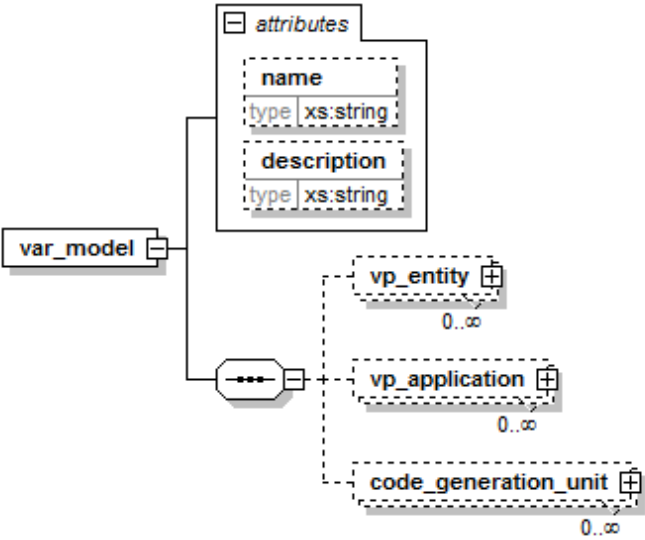 attributes
name
type xs:string
description
type xs:string
var_model
vp_entity
0..∞
vp_application
0..∞
code_generation_unit
0..∞